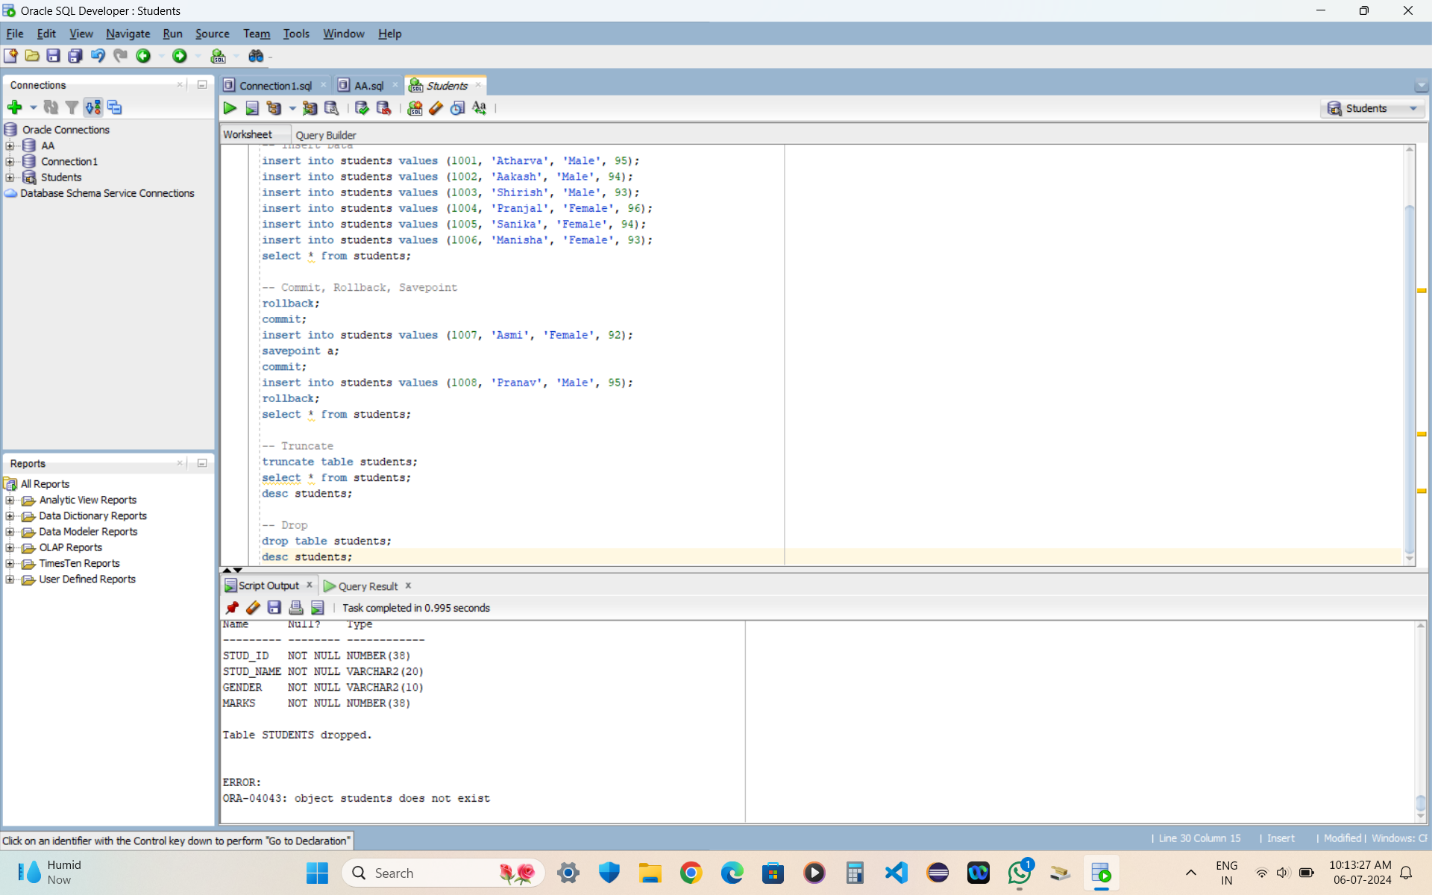 Oracle SQL Developer : Students
File Edit View Navigate Run Source Team Tools Window Help
Connections
Oracle Connections
AA
Connection1
Students
Database Schema Service Connections
Reports
All Reports
Analytic View Reports
Data Dictionary Reports
Data Modeler Reports
OLAP Reports
TimesTen Reports
User Defined Reports
Connection1.sql AA.sql Students
Students
Worksheet Query Builder
-- Insert Data
insert into students values (1001, 'Atharva', 'Male', 95);
insert into students values (1002, 'Aakash', 'Male', 94);
insert into students values (1003, 'Shirish', 'Male', 93);
insert into students values (1004, 'Pranjal', 'Female', 96);
insert into students values (1005, 'Sanika', 'Female', 94);
insert into students values (1006, 'Manisha', 'Female', 93);
select * from students;
-- Commit, Rollback, Savepoint
rollback;
commit;
insert into students values (1007, 'Asmi', 'Female', 92);
savepoint a;
commit;
insert into students values (1008, 'Pranav', 'Male', 95);
rollback;
select * from students;
-- Truncate
truncate table students;
select * from students;
desc students;
-- Drop
drop table students;
desc students;
Script Output Query Result
Task completed in 0.995 seconds
Name Null? Type
--------- -------- ------------
STUD_ID NOT NULL NUMBER(38)
STUD_NAME NOT NULL VARCHAR2(20)
GENDER NOT NULL VARCHAR2(10)
MARKS NOT NULL NUMBER(38)
Table STUDENTS dropped.
ERROR:
ORA-04043: object students does not exist
Click on an identifier with the Control key down to perform "Go to Declaration"
Line 30 Column 15 Insert Modified Windows:
Humid
Now
Search
1
ENG
IN
10:13:27 AM
06-07-2024